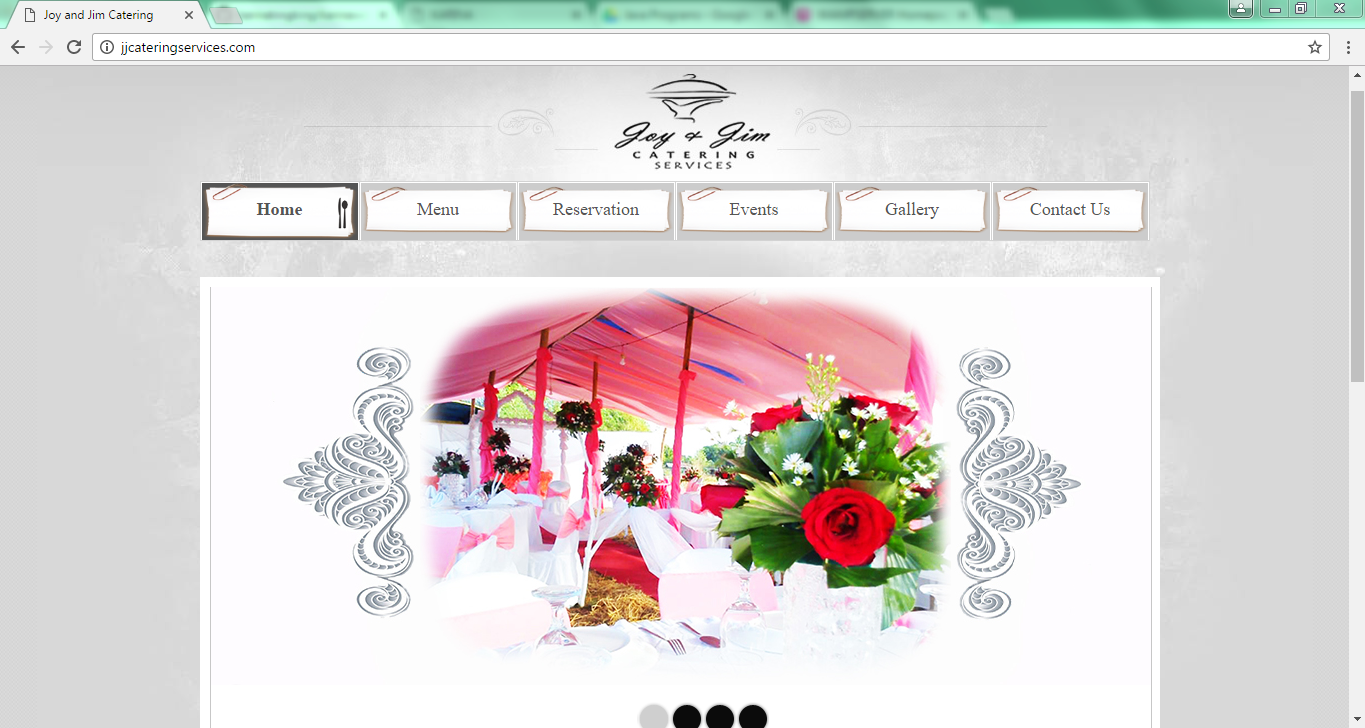 Joy and Jim Catering
jjcateringservices.com
Joy & Jim
CATERING
SERVICES
Home
Menu
Reservation
Events
Gallery
Contact Us